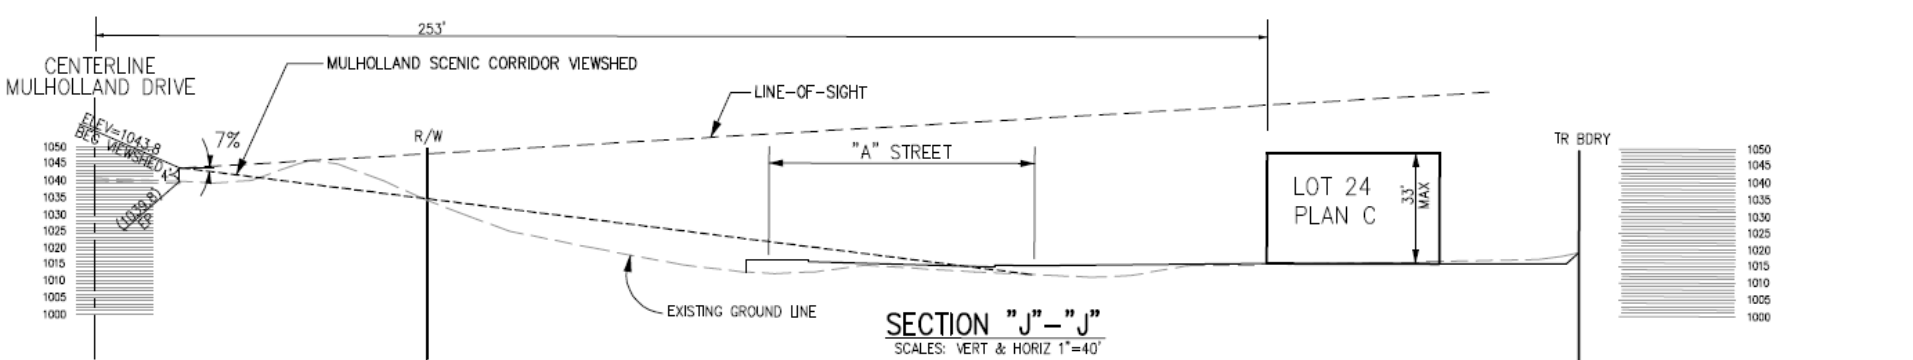 253'
CENTERLINE
MULHOLLAND DRIVE
MULHOLLAND SCENIC CORRIDOR VIEWSHED
LINE-OF-SIGHT
ELEV=1043.8
BEG VIEWSHED
7%
4'
(1039.8)
EP
R/W
"A" STREET
TR BDRY
LOT 24
PLAN C
33'
MAX
1050
1045
1040
1035
1030
1025
1020
1015
1010
1005
1000
1050
1045
1040
1035
1030
1025
1020
1015
1010
1005
1000
EXISTING GROUND LINE
SECTION "J"-"J"
SCALES: VERT & HORIZ 1"=40'